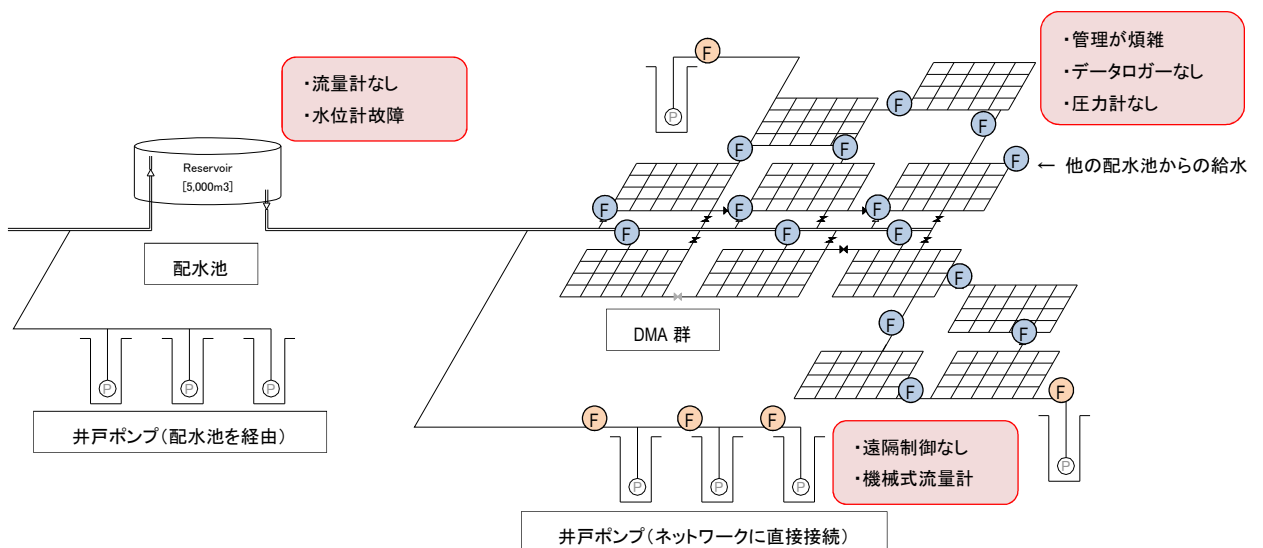 ・流量計なし
・水位計故障
Reservoir
[5,000m3]
配水池
P P P
井戸ポンプ（配水池を経由）
F
P
・管理が煩雑
・データロガーなし
・圧力計なし
F
F
F F
F ← 他の配水池からの給水
F F F
F F F
F
DMA 群
F
F
F
F
F F F
・遠隔制御なし
・機械式流量計
P P P
P
井戸ポンプ（ネットワークに直接接続）